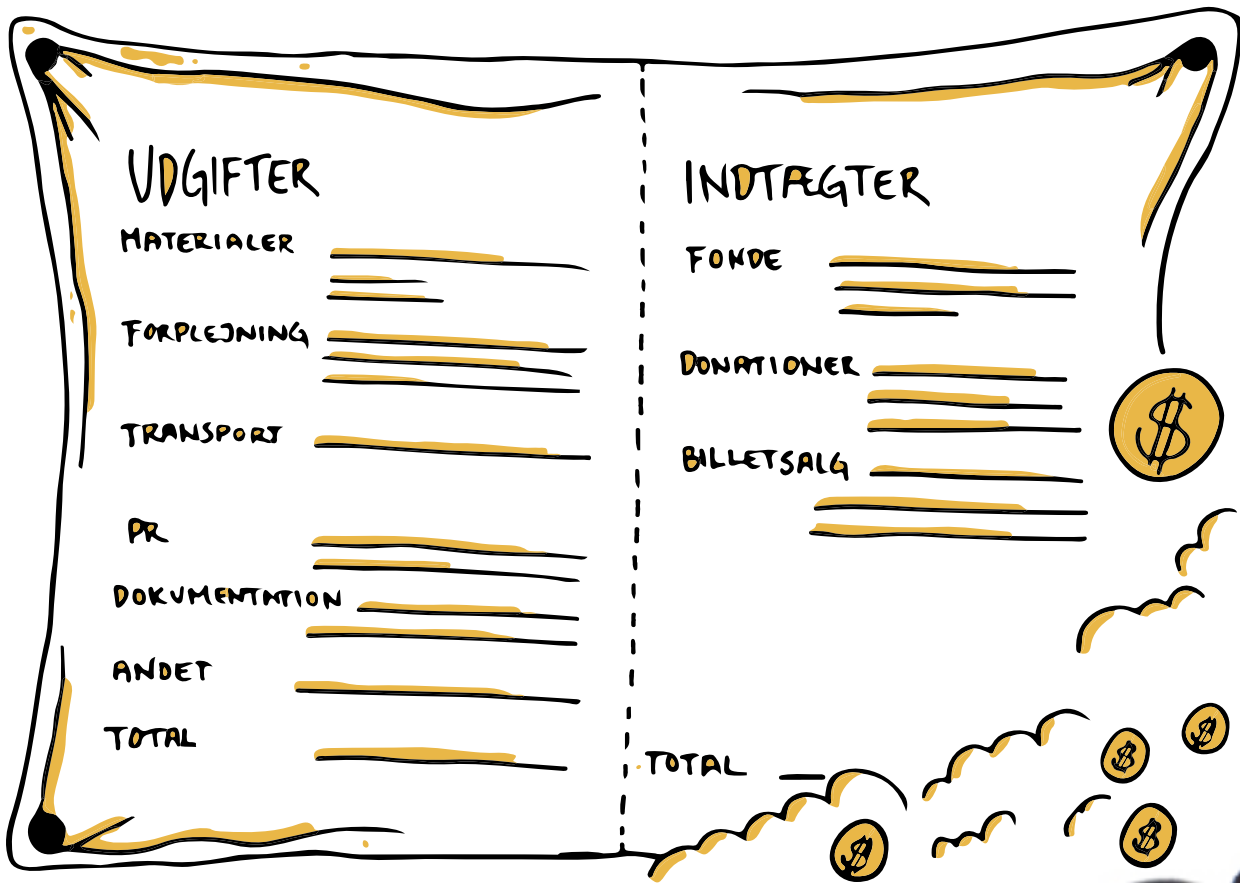 UDGIFTER
MATERIALER
FORPLEJNING
TRANSPORT
PR
DOKUMENTATION
ANDET
TOTAL
INDTÆGTER
FONDE
DONATIONER
BILLETSALG
TOTAL
$
$
$
$
$